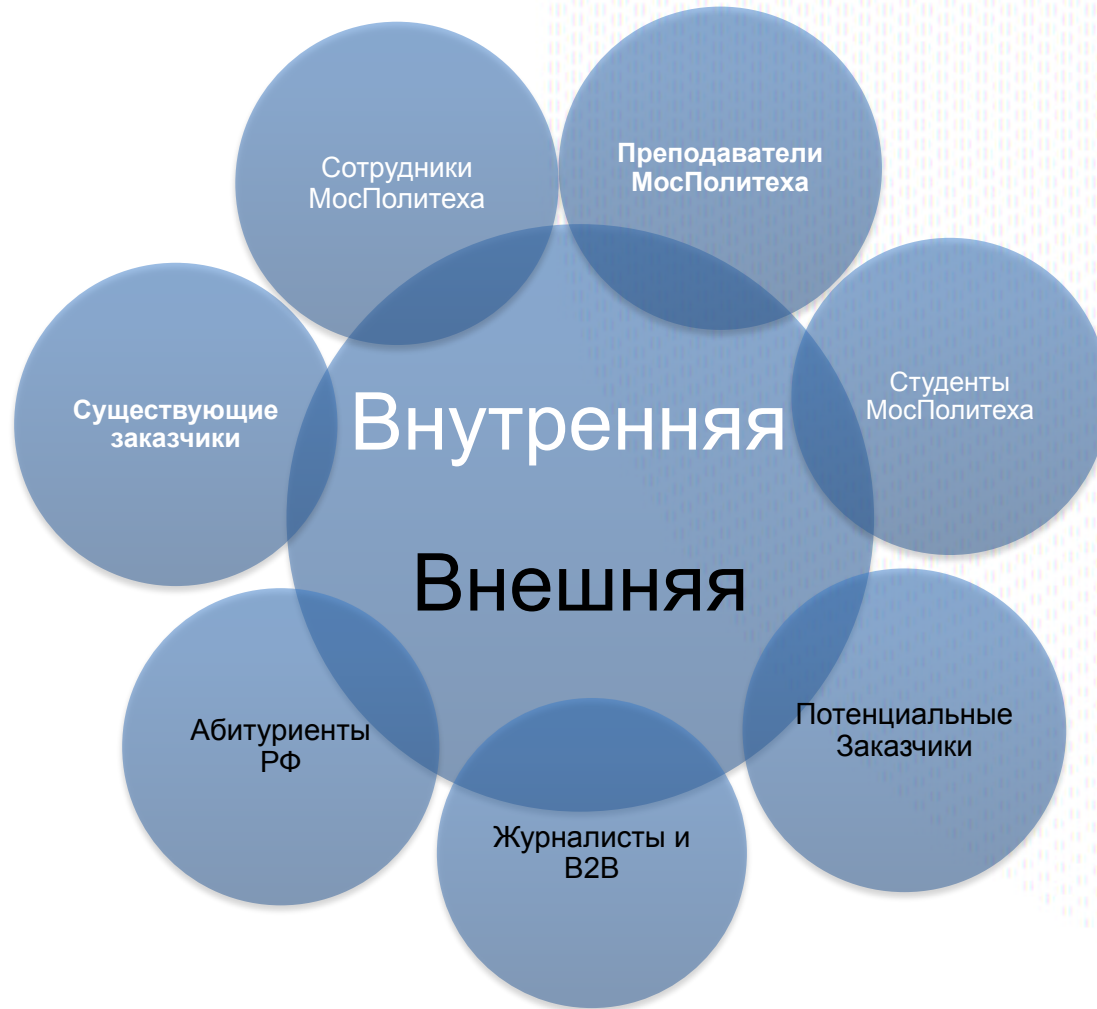 Сотрудники
МосПолитеха
Преподаватели
МосПолитеха
Студенты
МосПолитеха
Существующие
заказчики
Внутренняя
Внешняя
Абитуриенты
РФ
Потенциальные
Заказчики
Журналисты и
B2B